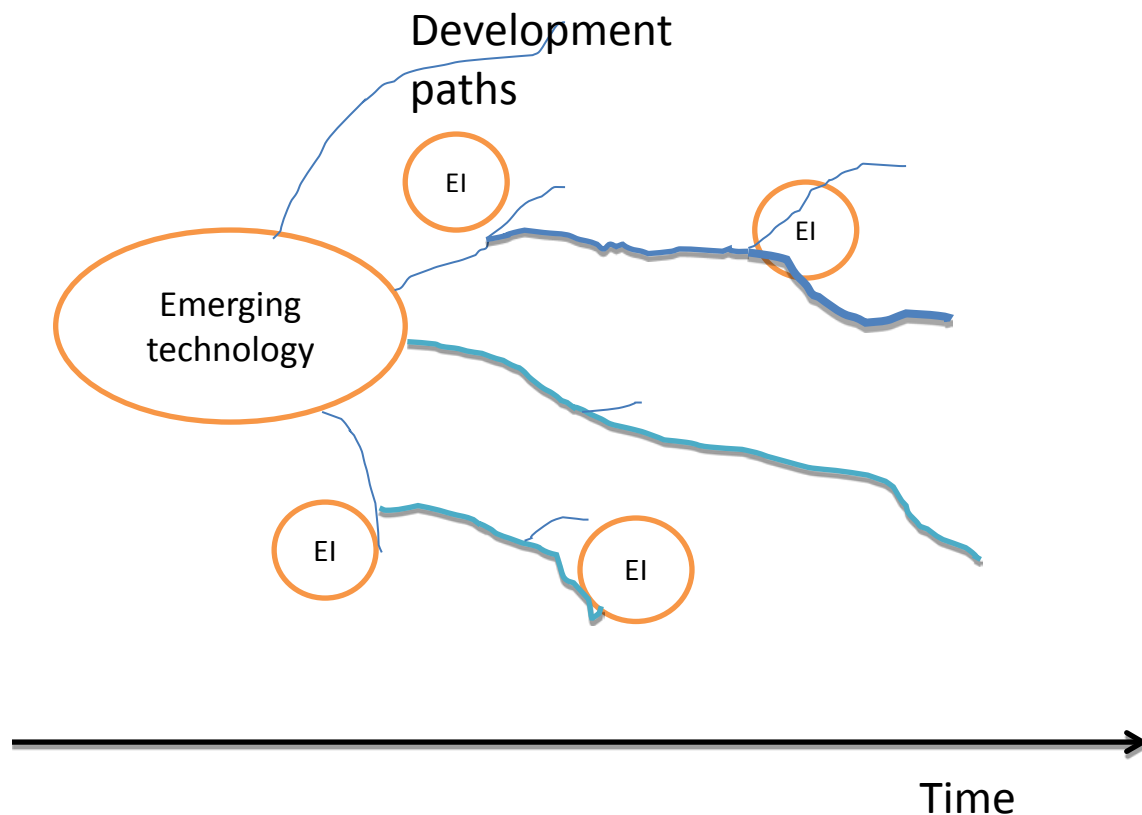 Development
paths
EI
EI
Emerging
technology
EI
EI
Time